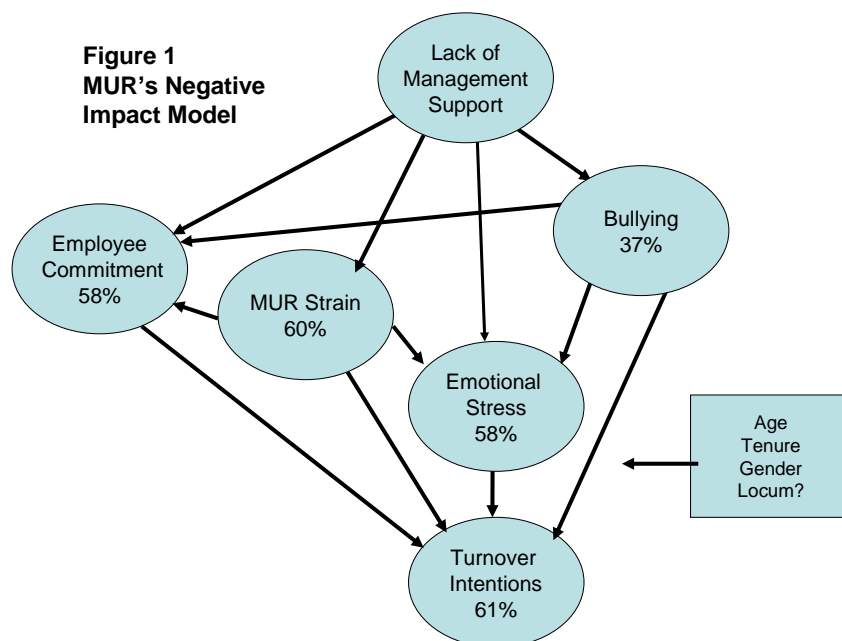 Figure 1
MUR's Negative
Impact Model
Lack of
Management
Support
Bullying
37%
Employee
Commitment
58%
MUR Strain
60%
Emotional
Stress
58%
Age
Tenure
Gender
Locum?
Turnover
Intentions
61%